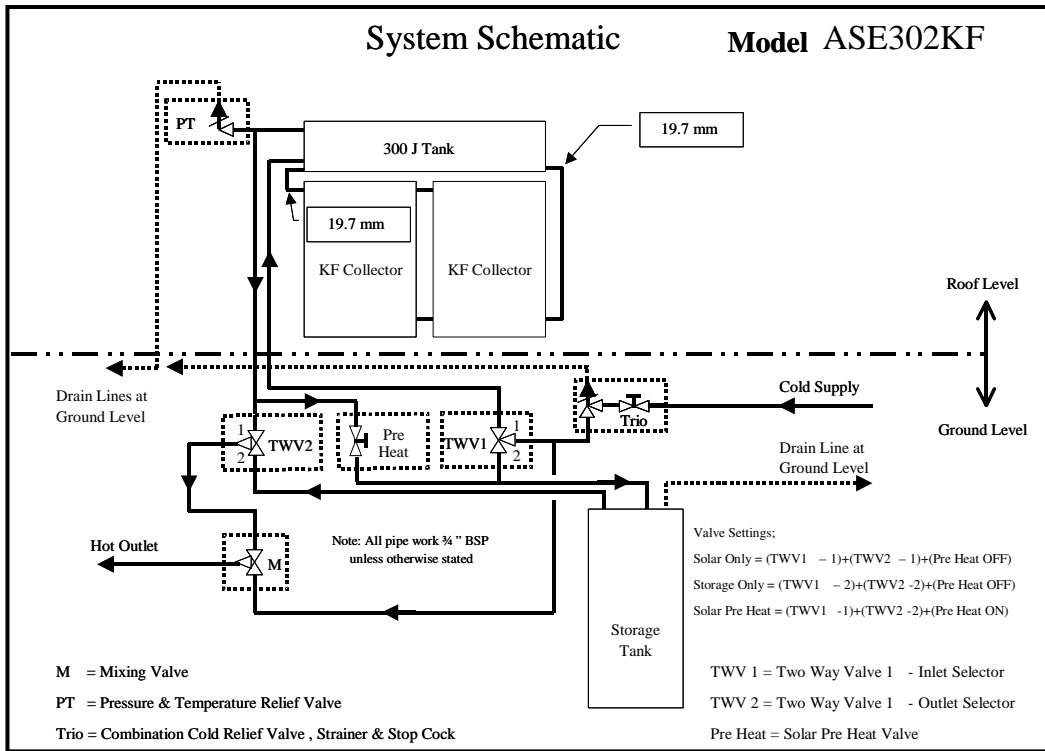 System Schematic
Model ASE302KF
PT
19.7 mm
300 J Tank
19.7 mm
KF Collector
KF Collector
Roof Level
Drain Lines at
Ground Level
Cold Supply
Trio
Ground Level
1
TWV2
2
Pre
Heat
1
TWV1
2
Drain Line at
Ground Level
Hot Outlet
M
Note: All pipe work ¾ " BSP
unless otherwise stated
Storage
Tank
Valve Settings;
Solar Only = (TWV1 – 1)+(TWV2 – 1)+(Pre Heat OFF)
Storage Only = (TWV1 – 2)+(TWV2 -2)+(Pre Heat OFF)
Solar Pre Heat = (TWV1 -1)+(TWV2 -2)+(Pre Heat ON)
M = Mixing Valve
PT = Pressure & Temperature Relief Valve
Trio = Combination Cold Relief Valve , Strainer & Stop Cock
TWV 1 = Two Way Valve 1 - Inlet Selector
TWV 2 = Two Way Valve 1 - Outlet Selector
Pre Heat = Solar Pre Heat Valve